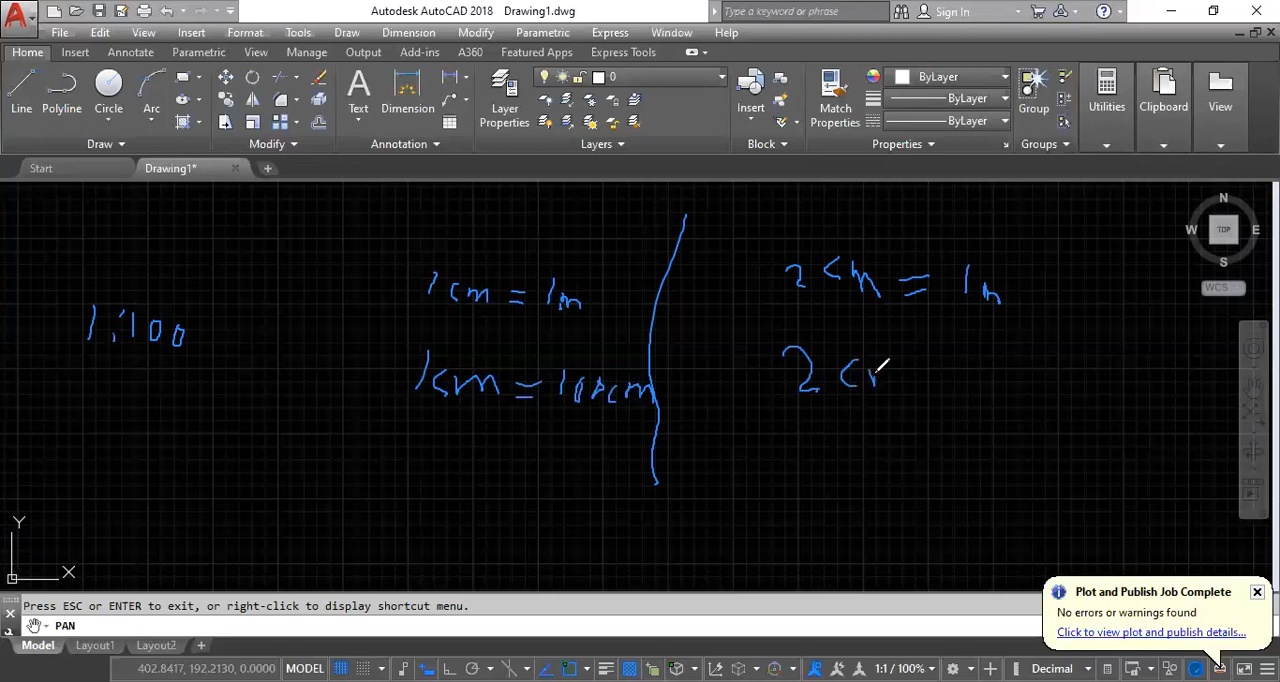 Autodesk AutoCAD 2018 Drawing1.dwg
Type a keyword or phrase
Sign In
File Edit View Insert Format Tools Draw Dimension Modify Parametric Express Window Help
Home Insert Annotate Parametric View Manage Output Add-ins A360 Featured Apps Express Tools
Line Polyline Circle Arc
Text Dimension
Layer Properties
0
Insert
Match Properties
ByLayer
ByLayer
ByLayer
Group
Utilities
Clipboard
View
Draw Modify Annotation Layers Block Properties Groups
Start Drawing1*
N
W TOP E
S
WCS
1:100
1cm = 1m
1cm = 100cm
2cm = 1m
2 c
Y
X
Plot and Publish Job Complete
No errors or warnings found
Click to view plot and publish details...
Press ESC or ENTER to exit, or right-click to display shortcut menu.
PAN
Model Layout1 Layout2
402.8417, 192.2130, 0.0000 MODEL 1:1 / 100% Decimal